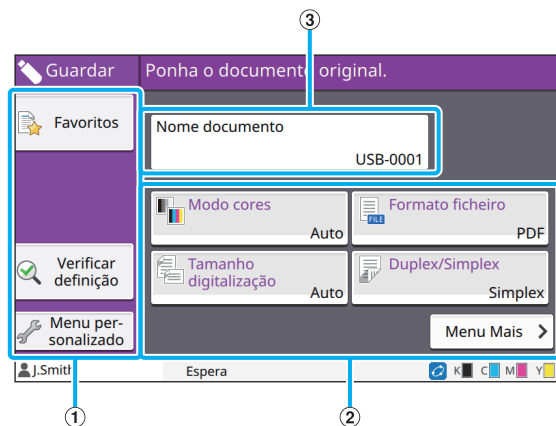 ③
Guardar
Ponha o documento original.
Favoritos
Nome documento
USB-0001
Modo cores
Auto
Formato ficheiro
FILE
PDF
Verificar
definição
Tamanho
digitalização
Auto
Duplex/Simplex
Simplex
Menu per-
sonalizado
Menu Mais
J.Smith
Espera
K C M Y
① ②